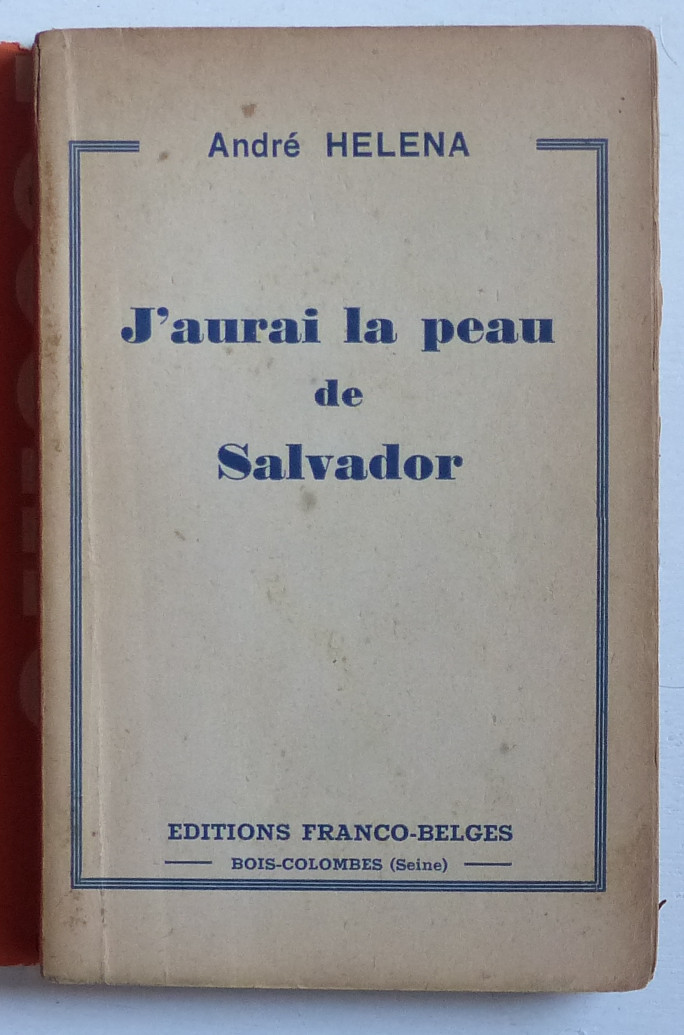 André HELENA
J'aurai la peau
de
Salvador
EDITIONS FRANCO-BELGES
BOIS-COLOMBES (Seine)